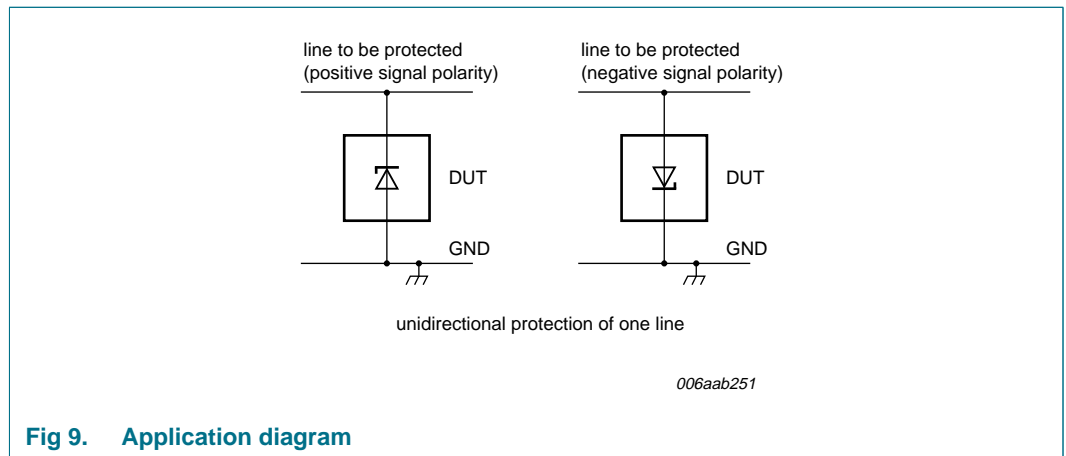 line to be protected
(positive signal polarity)
line to be protected
(negative signal polarity)
DUT
DUT
GND
GND
unidirectional protection of one line
006aab251
Fig 9. Application diagram